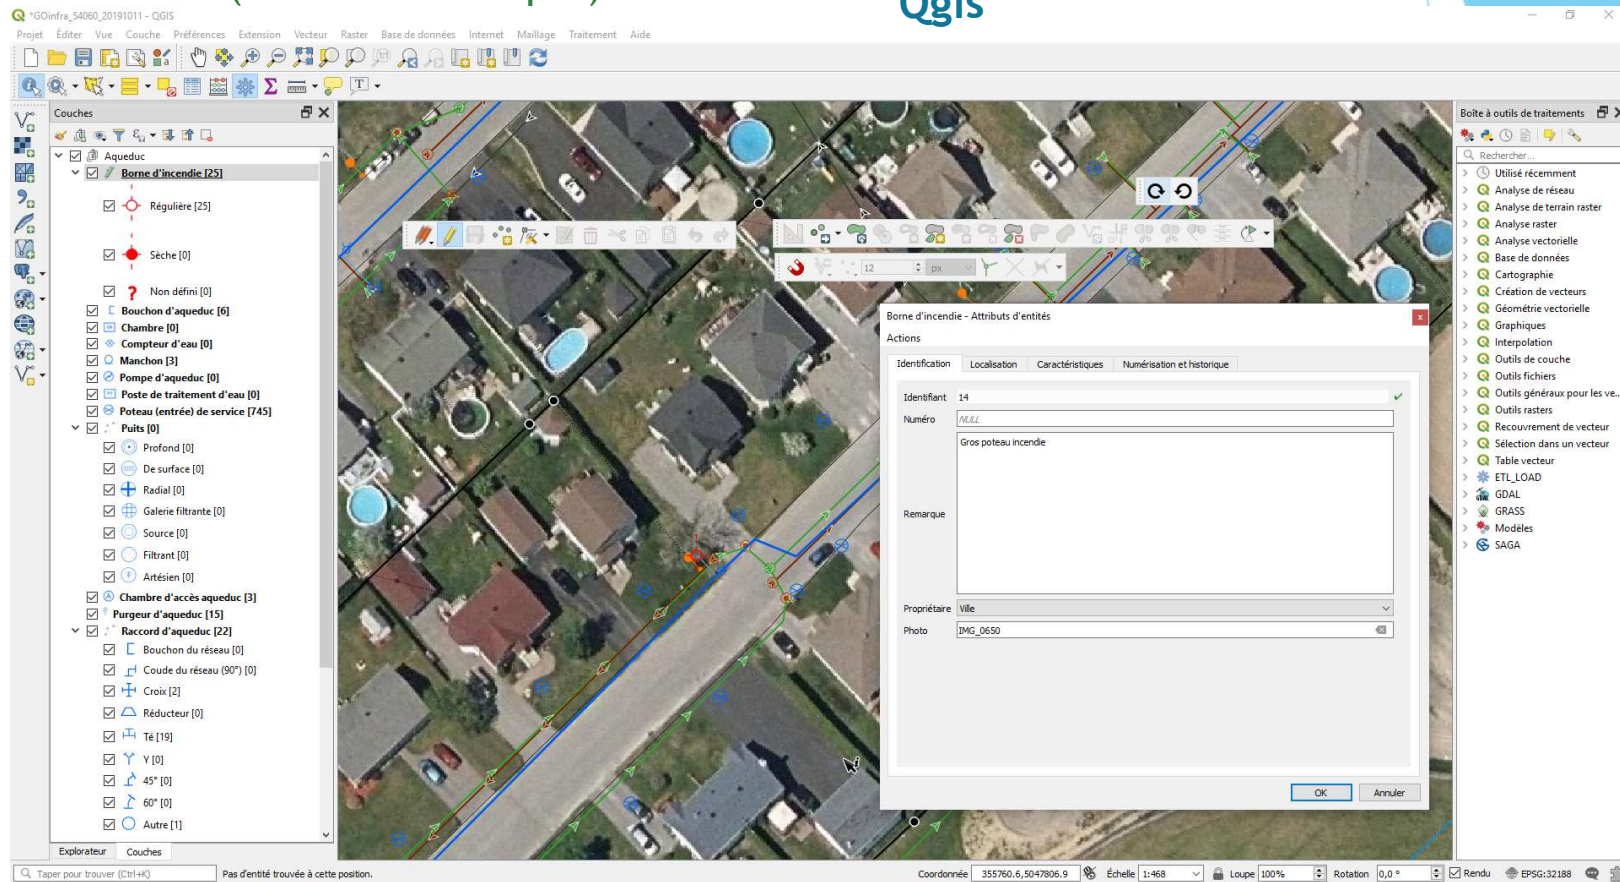 Qgis
*GOinfra_54060_20191011 - QGIS
Projet Éditer Vue Couche Préférences Extension Vecteur Raster Base de données Internet Maillage Traitement Aide
Couches
Aqueduc
Borne d'incendie [25]
Régulière [25]
Sèche [0]
Non défini [0]
Bouchon d'aqueduc [6]
Chambre [0]
Compteur d'eau [0]
Manchon [3]
Pompe d'aqueduc [0]
Poste de traitement d'eau [0]
Poteau (entrée) de service [745]
Puits [0]
Profond [0]
De surface [0]
Radial [0]
Galerie filtrante [0]
Source [0]
Filtrant [0]
Artésien [0]
Chambre d'accès aqueduc [3]
Purgeur d'aqueduc [15]
Raccord d'aqueduc [22]
Bouchon du réseau [0]
Coude du réseau (90°) [0]
Croix [2]
Réducteur [0]
Té [19]
Y [0]
45° [0]
60° [0]
Autre [1]
Explorateur Couches
12 px
Borne d'incendie - Attributs d'entités
Actions
Identification Localisation Caractéristiques Numérisation et historique
Identifiant 14
Numéro NULL
Gros poteau incendie
Remarque
Propriétaire Ville
Photo IMG_0650
OK Annuler
Boîte à outils de traitements
Rechercher...
Utilisé récemment
Analyse de réseau
Analyse de terrain raster
Analyse raster
Analyse vectorielle
Base de données
Cartographie
Création de vecteurs
Géométrie vectorielle
Graphiques
Interpolation
Outils de couche
Outils fichiers
Outils généraux pour les ve...
Outils rasters
Recouvrement de vecteur
Sélection dans un vecteur
Table vecteur
ETL_LOAD
GDAL
GRASS
Modèles
SAGA
Taper pour trouver (Ctrl+K) Pas d'entité trouvée à cette position. Coordonnée 355760.6,5047806.9 Échelle 1:468 Loupe 100% Rotation 0,0 ° Rendu EPSG:32188